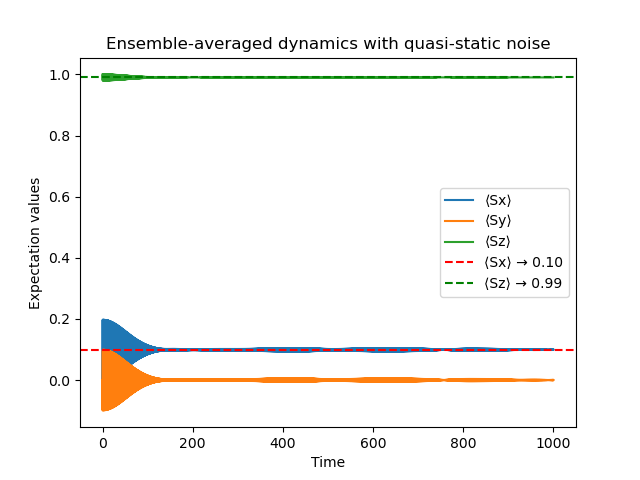 Ensemble-averaged dynamics with quasi-static noise
Expectation values
1.0
0.8
0.6
0.4
0.2
0.0
⟨Sx⟩
⟨Sy⟩
⟨Sz⟩
⟨Sx⟩ → 0.10
⟨Sz⟩ → 0.99
0 200 400 600 800 1000
Time